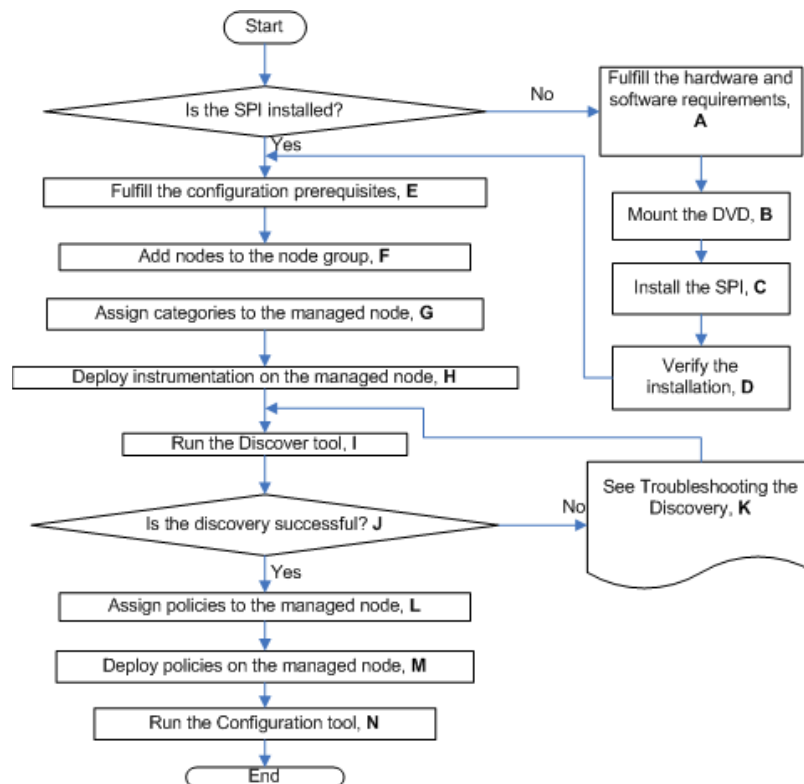 Start
Is the SPI installed?
No
Yes
Fulfill the hardware and
software requirements,
A
Mount the DVD, B
Install the SPI, C
Verify the
installation, D
Fulfill the configuration prerequisites, E
Add nodes to the node group, F
Assign categories to the managed node, G
Deploy instrumentation on the managed node, H
Run the Discover tool, I
Is the discovery successful? J
No
See Troubleshooting the
Discovery, K
Yes
Assign policies to the managed node, L
Deploy policies on the managed node, M
Run the Configuration tool, N
End